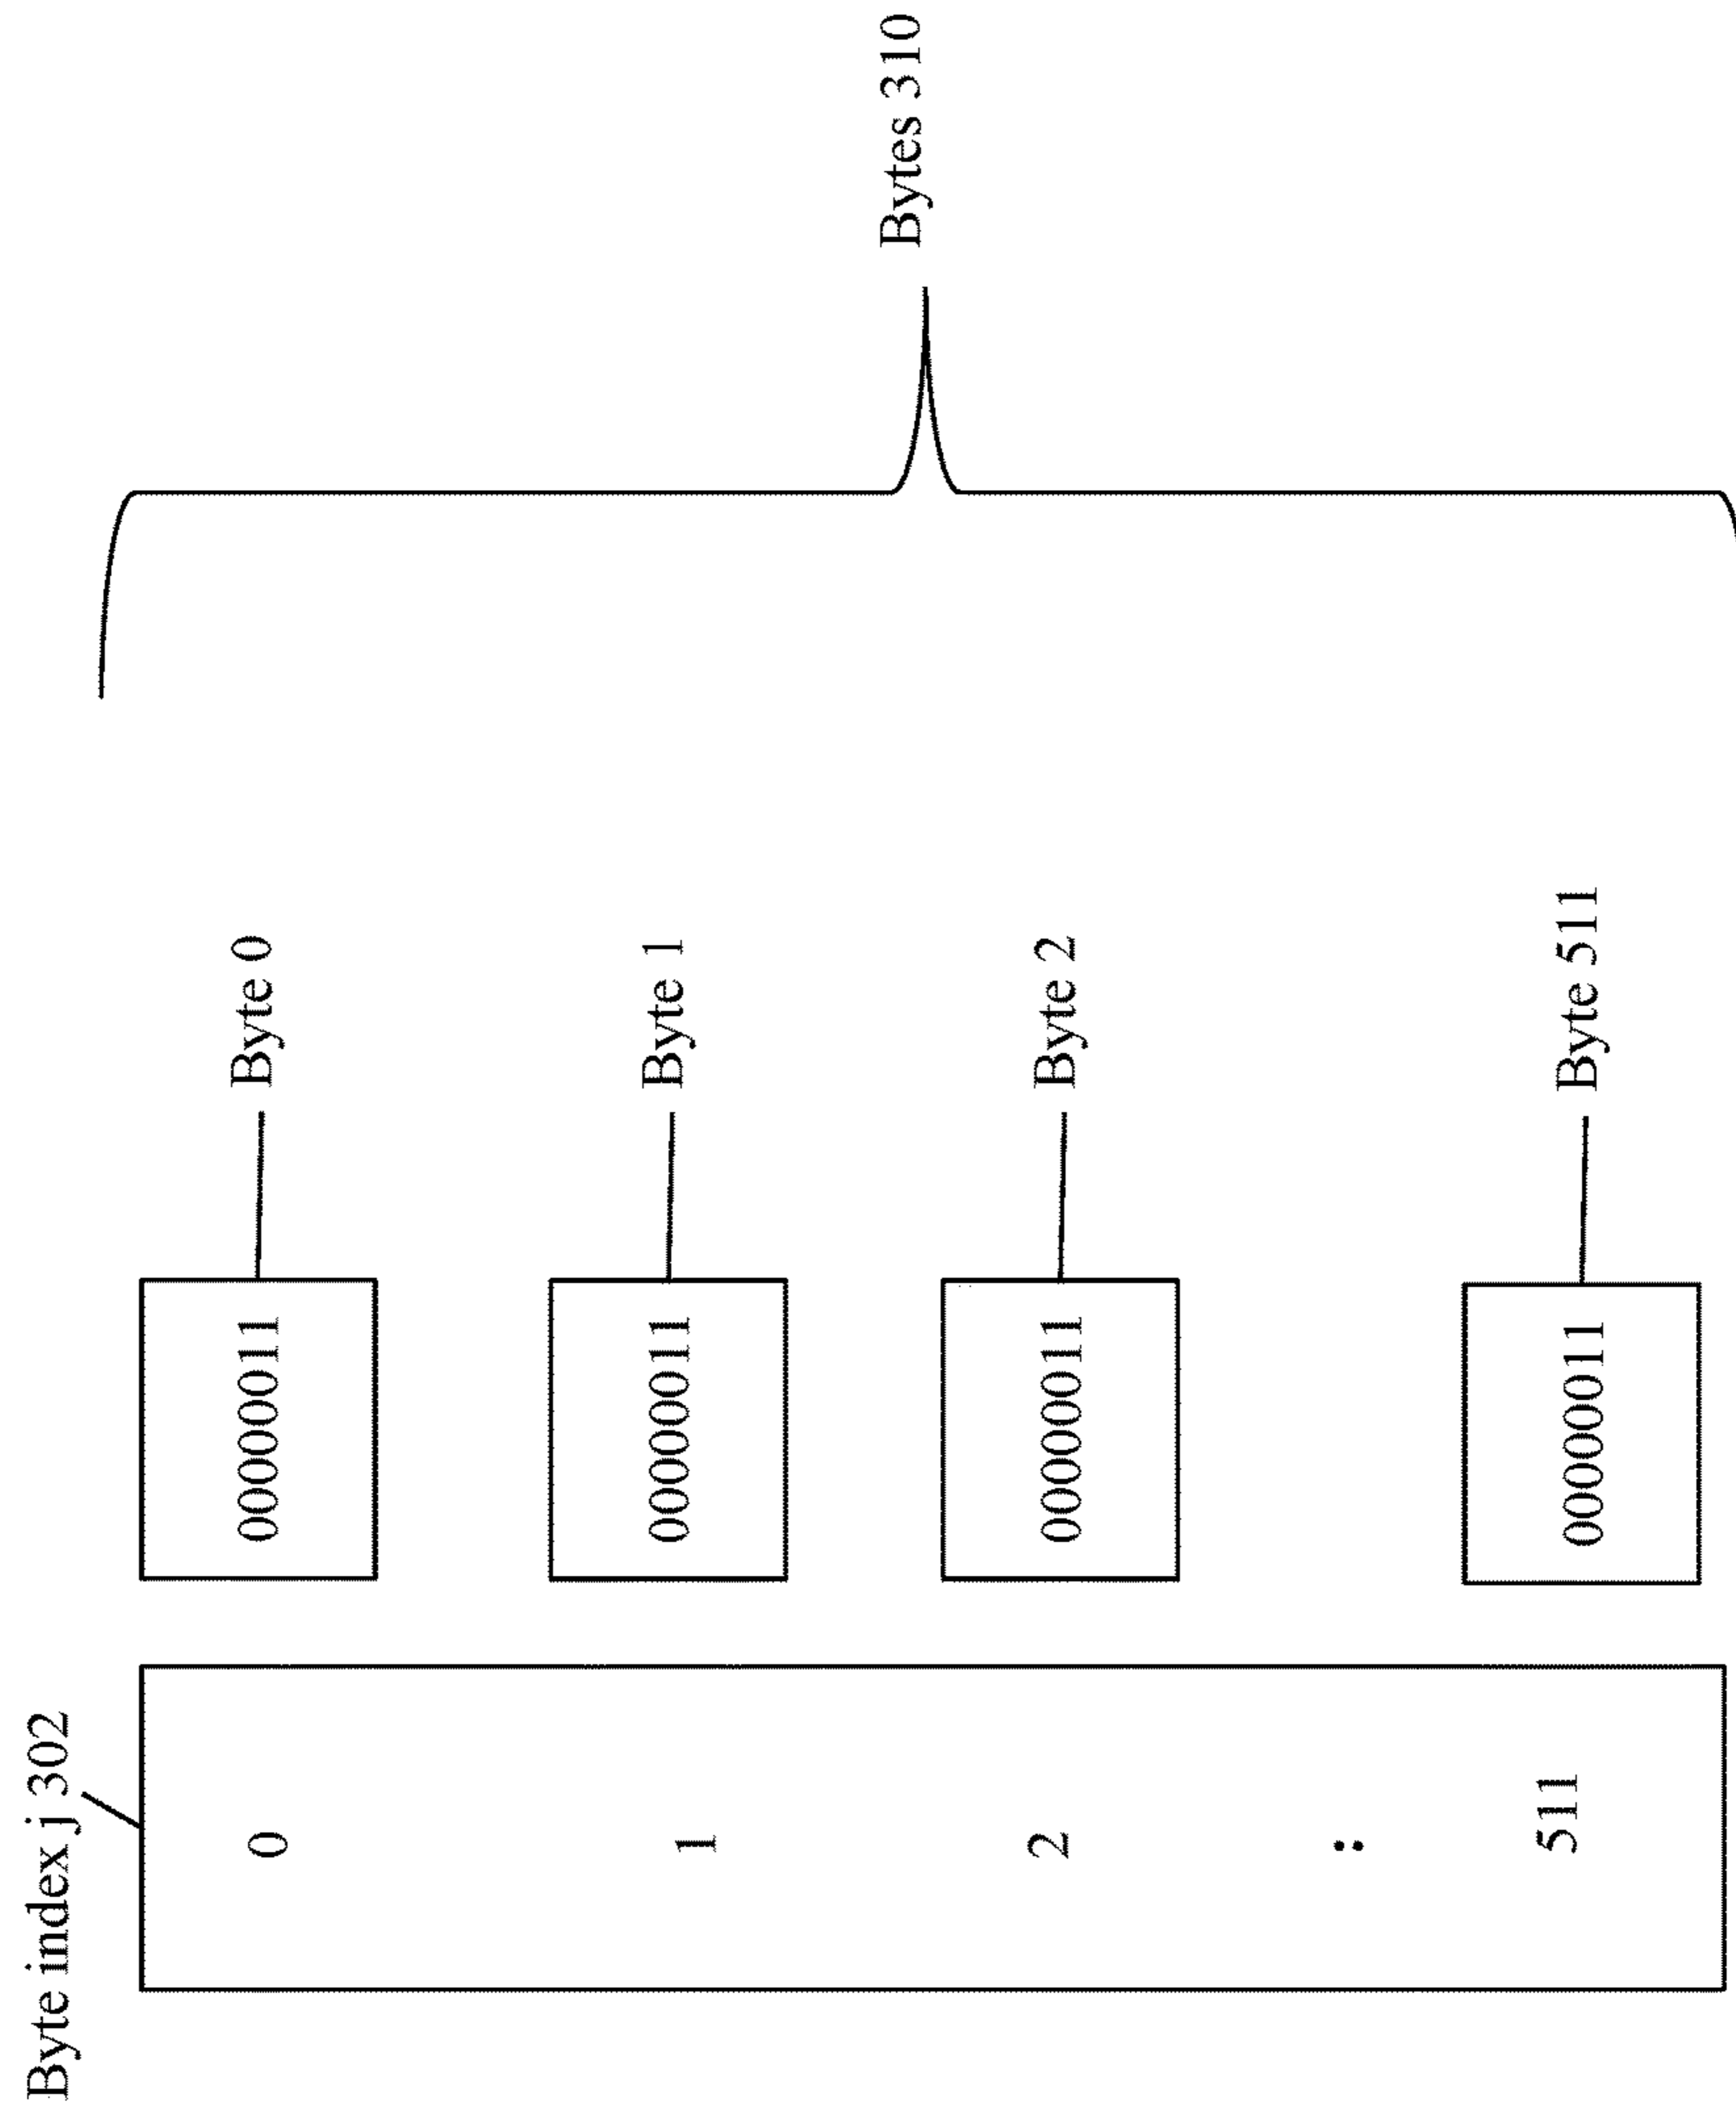 Byte index j 302
0 00000011 Byte 0
1 00000011 Byte 1
Bytes 310
2 00000011 Byte 2
:
511 00000011 Byte 511